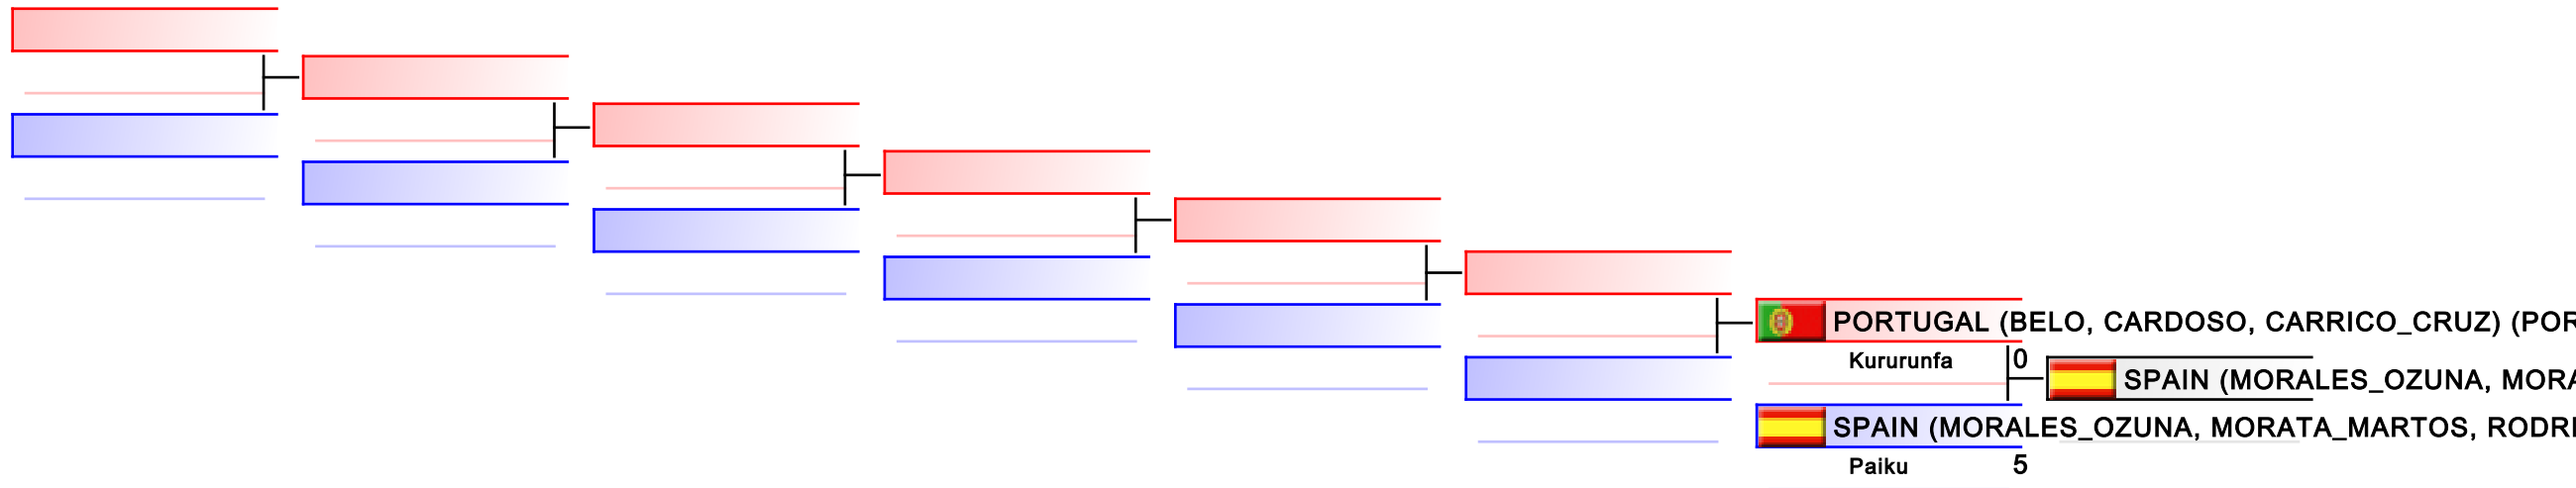 PORTUGAL (BELO, CARDOSO, CARRICO_CRUZ) (POR
Kururunfa 0
SPAIN (MORALES_OZUNA, MORA
SPAIN (MORALES_OZUNA, MORATA_MARTOS, RODRI
Paiku 5